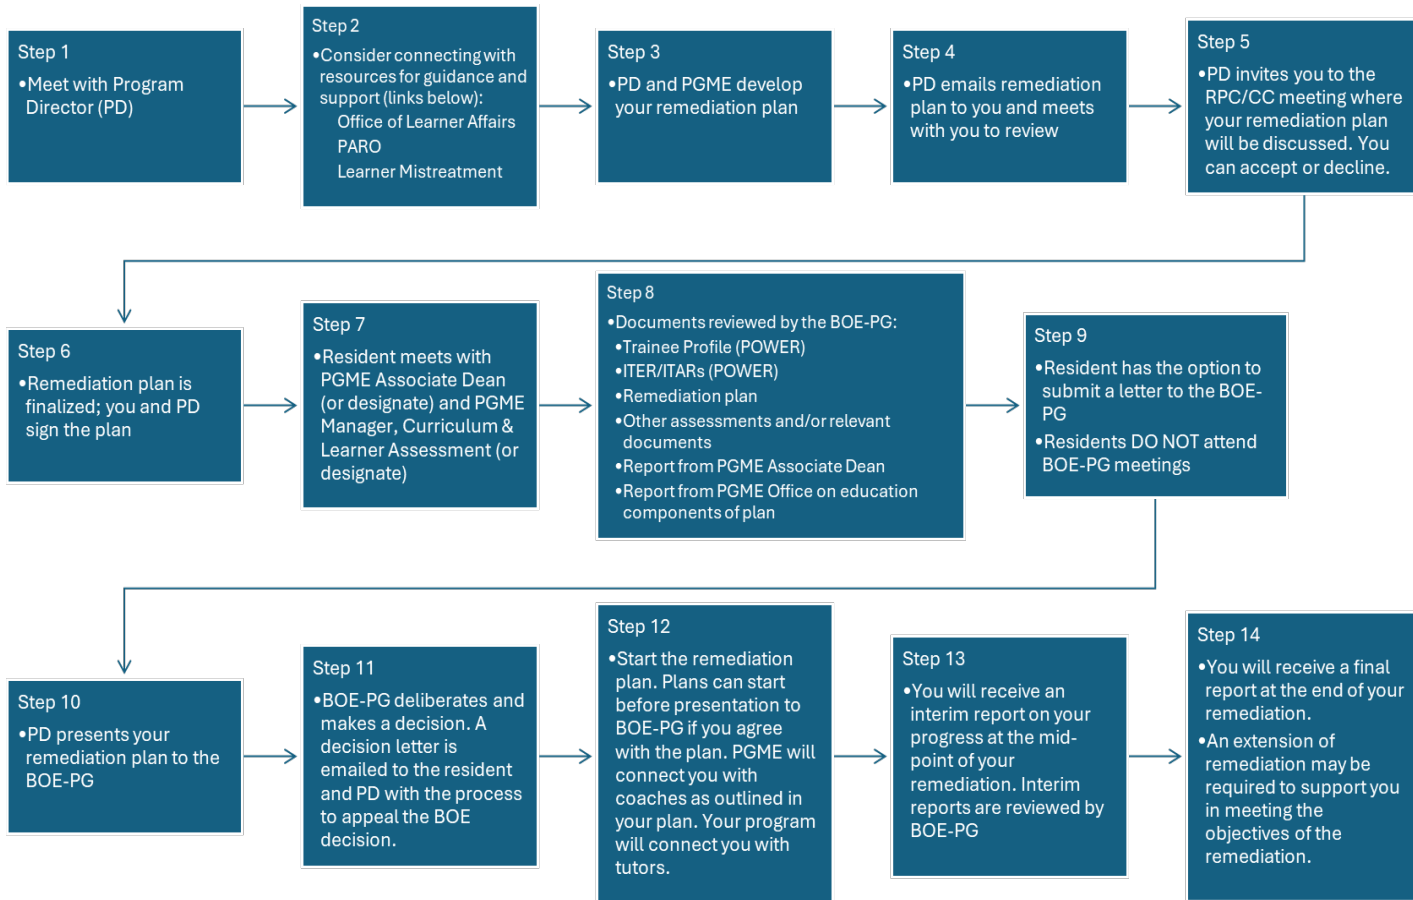 Step 1
•Meet with Program
Director (PD)
Step 2
•Consider connecting with
resources for guidance and
support (links below):
Office of Learner Affairs
PARO
Learner Mistreatment
Step 3
•PD and PGME develop
your remediation plan
Step 4
•PD emails remediation
plan to you and meets
with you to review
Step 5
•PD invites you to the
RPC/CC meeting where
your remediation plan
will be discussed. You
can accept or decline.
Step 6
•Remediation plan is
finalized; you and PD
sign the plan
Step 7
•Resident meets with
PGME Associate Dean
(or designate) and PGME
Manager, Curriculum &
Learner Assessment (or
designate)
Step 8
•Documents reviewed by the BOE-PG:
•Trainee Profile (POWER)
•ITER/ITARs (POWER)
•Remediation plan
•Other assessments and/or relevant
documents
•Report from PGME Associate Dean
•Report from PGME Office on education
components of plan
Step 9
•Resident has the option to
submit a letter to the BOE-
PG
•Residents DO NOT attend
BOE-PG meetings
Step 10
•PD presents your
remediation plan to the
BOE-PG
Step 11
•BOE-PG deliberates and
makes a decision. A
decision letter is
emailed to the resident
and PD with the process
to appeal the BOE
decision.
Step 12
•Start the remediation
plan. Plans can start
before presentation to
BOE-PG if you agree
with the plan. PGME will
connect you with
coaches as outlined in
your plan. Your program
will connect you with
tutors.
Step 13
•You will receive an
interim report on your
progress at the mid-
point of your
remediation. Interim
reports are reviewed by
BOE-PG
Step 14
•You will receive a final
report at the end of your
remediation.
•An extension of
remediation may be
required to support you
in meeting the
objectives of the
remediation.